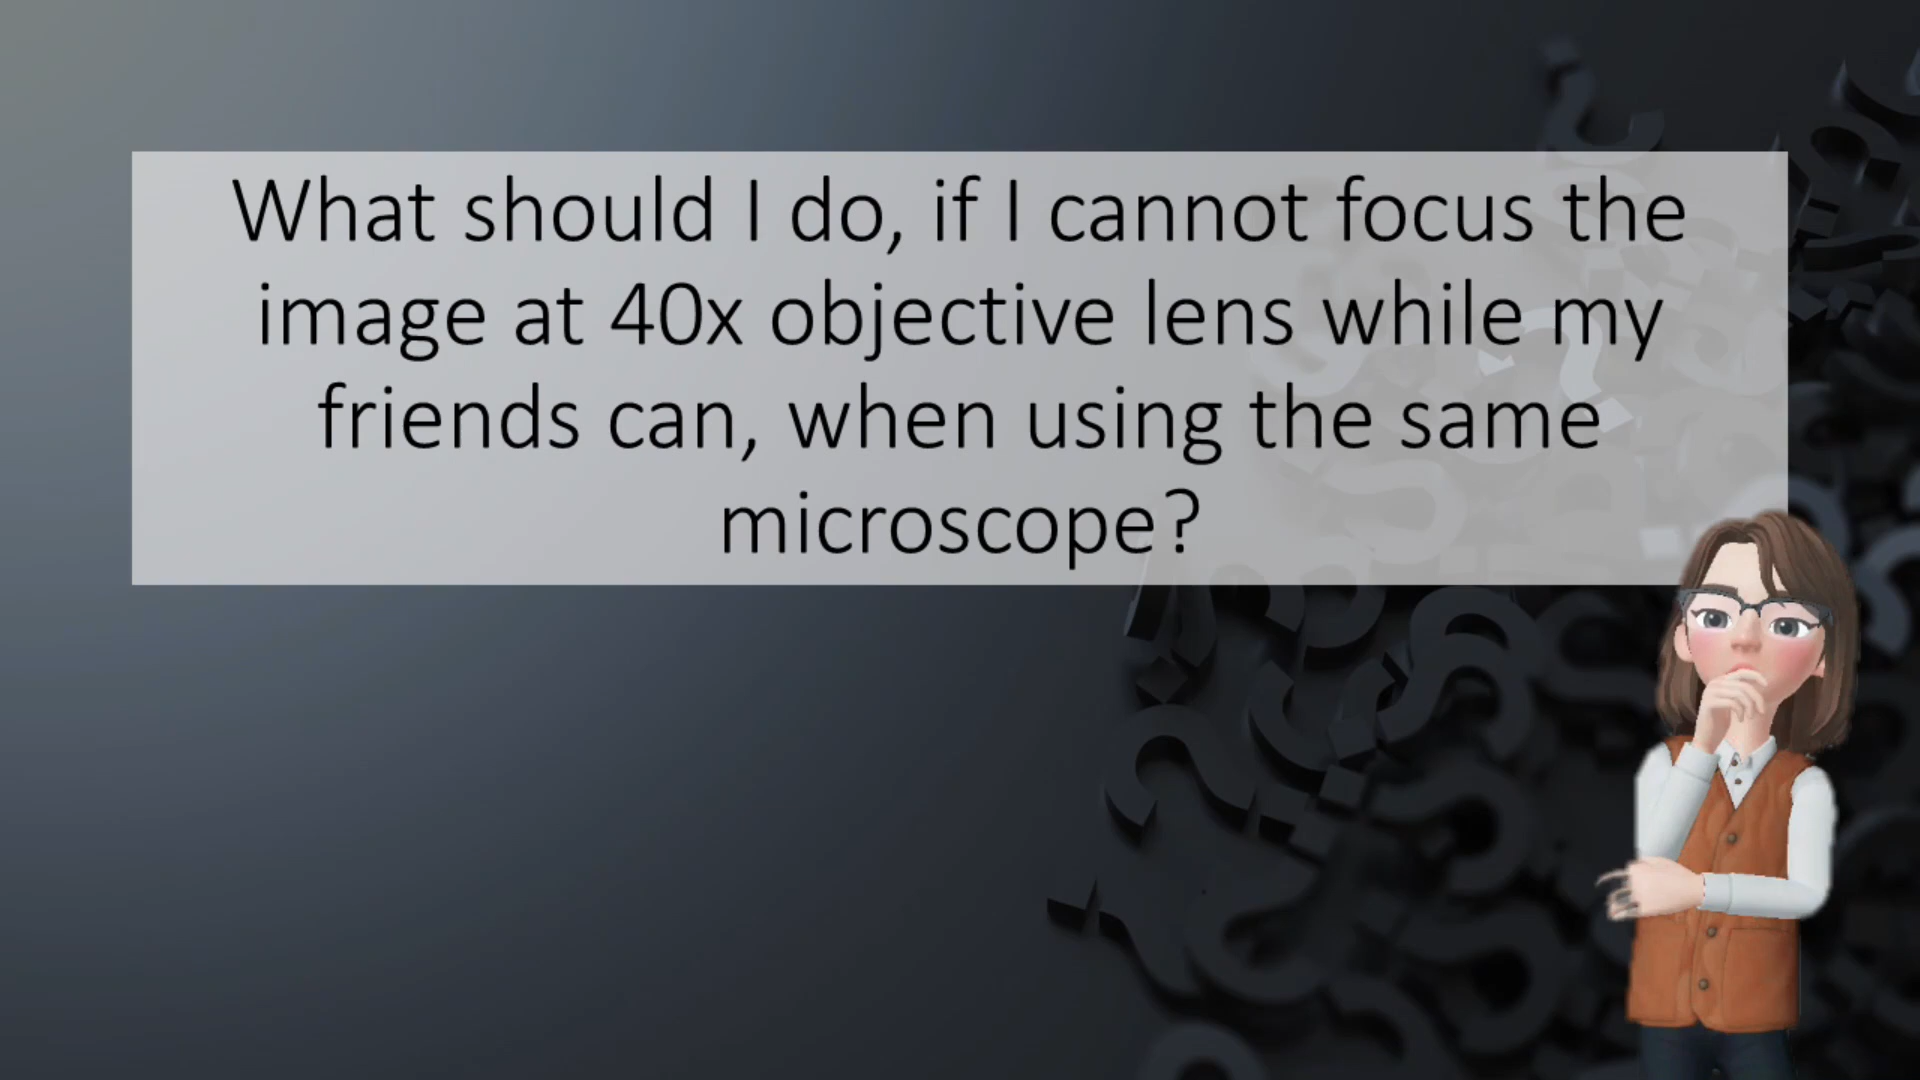 What should I do, if I cannot focus the
image at 40x objective lens while my
friends can, when using the same
microscope?